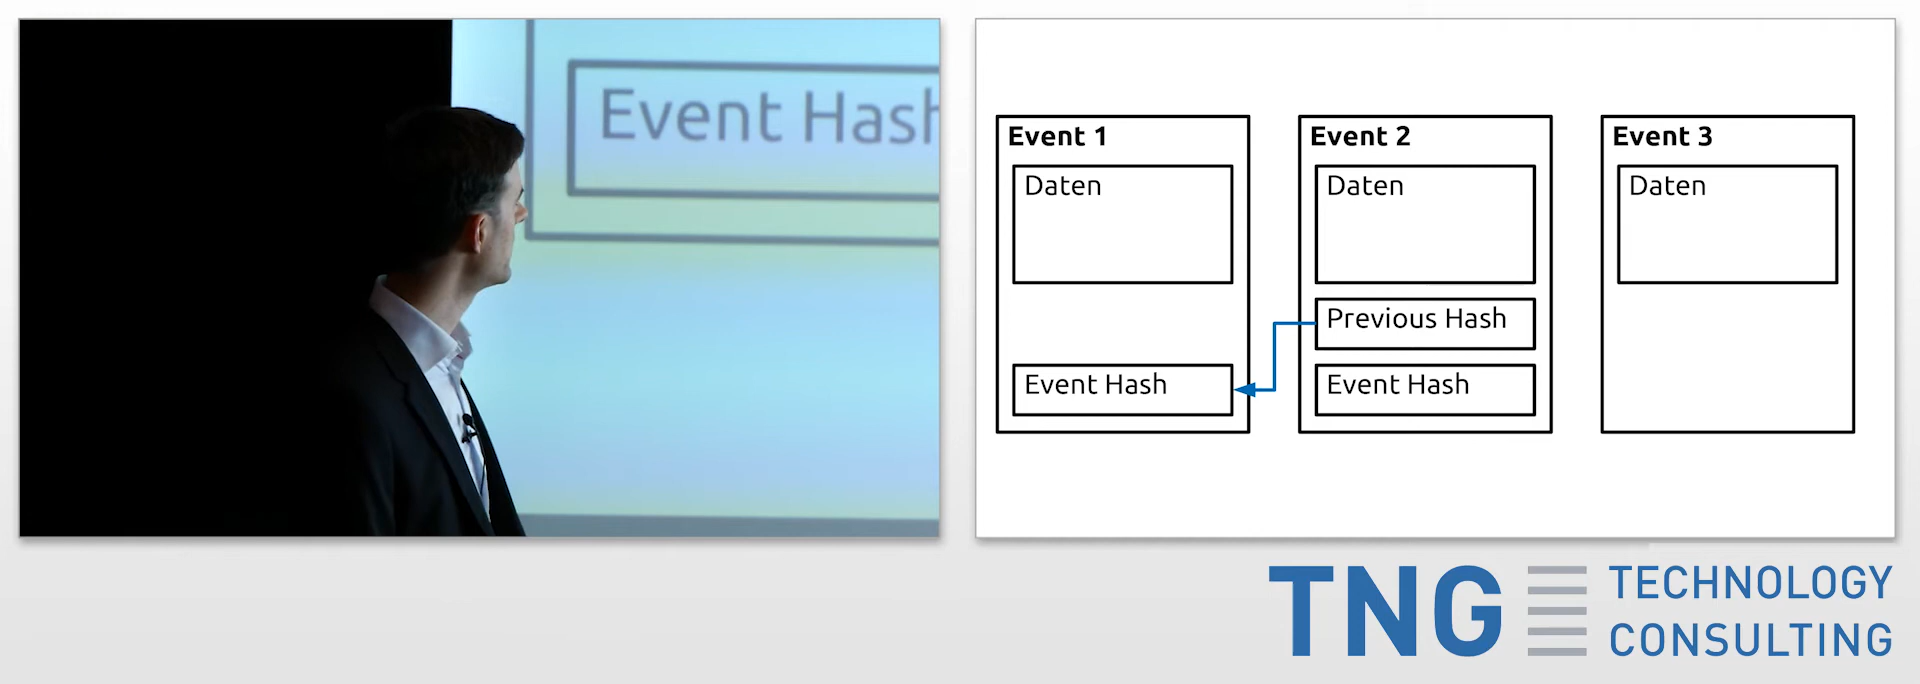 Event Hash
Event 1
Daten
Event Hash
Event 2
Daten
Previous Hash
Event Hash
Event 3
Daten
TNG TECHNOLOGY
CONSULTING